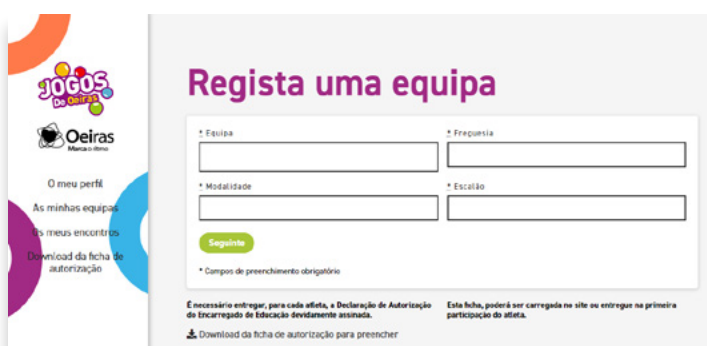 JOGOS
De Oeiras
Oeiras
Marca o ritmo
O meu perfil
As minhas equipas
Os meus encontros
Download da ficha de
autorização
Regista uma equipa
* Equipa
* Freguesia
* Modalidade
* Escalão
Seguinte
* Campos de preenchimento obrigatório
É necessário entregar, para cada atleta, a Declaração de Autorização
do Encarregado de Educação devidamente assinada.
Esta ficha, poderá ser carregada no site ou entregue na primeira
participação do atleta.
Download da ficha de autorização para preencher